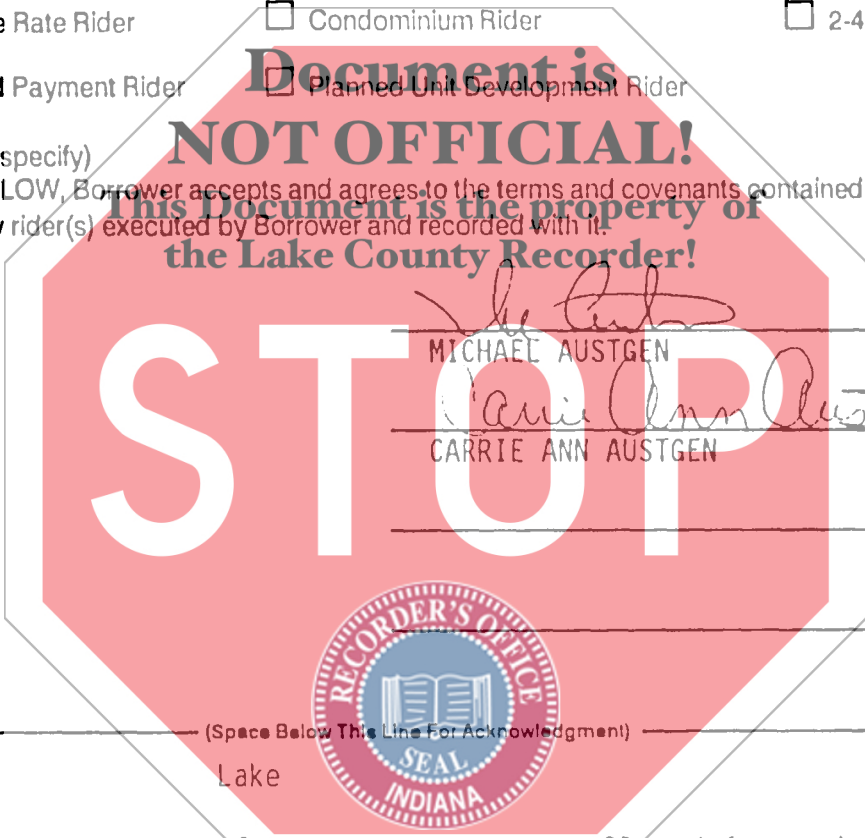 e Rate Rider ☐ Condominium Rider ☐ 2-4
Document is
Payment Rider ☐ Planned Unit Development Rider
NOT OFFICIAL!
specify)
LOW, Borrower accepts and agrees to the terms and covenants contained
This Document is the property of
rider(s) executed by Borrower and recorded with it.
the Lake County Recorder!
MICHAEL AUSTGEN
Carrie Ann Aus
CARRIE ANN AUSTGEN
STOP
RECORDER'S OFFICE
(Space Below This Line For Acknowledgment)
SEAL
Lake
INDIANA